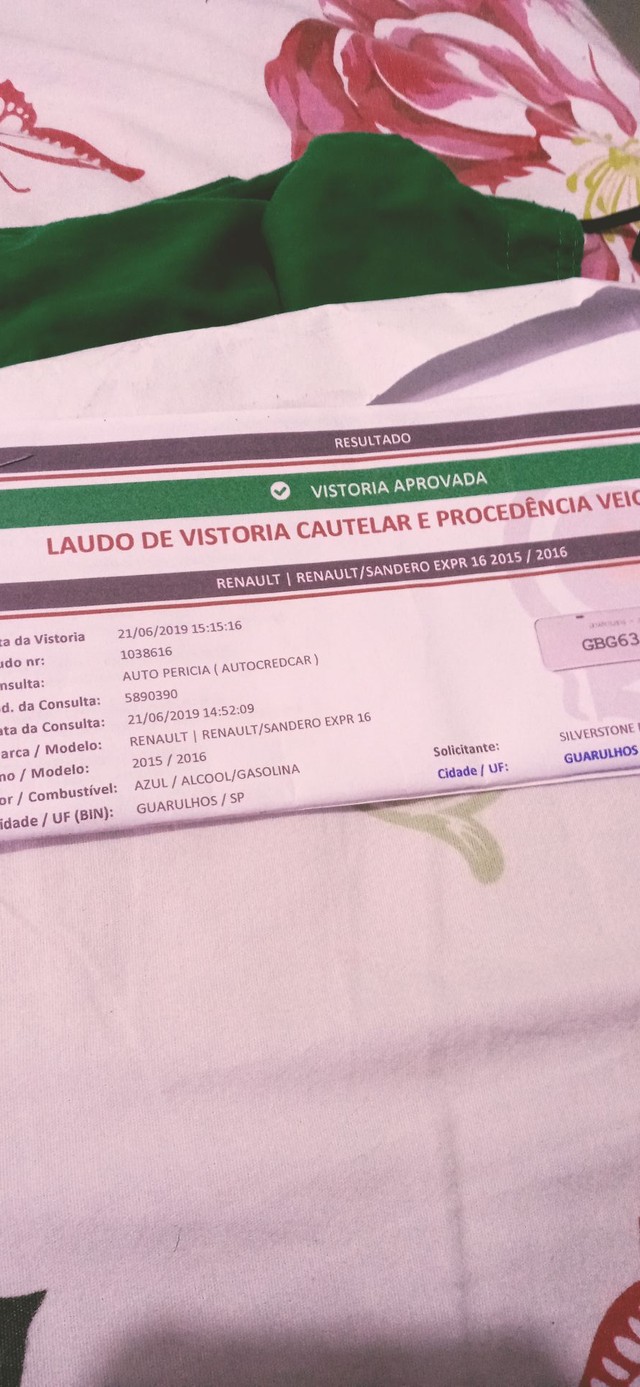 RESULTADO
VISTORIA APROVADA
LAUDO DE VISTORIA CAUTELAR E PROCEDÊNCIA VEIC
RENAULT | RENAULT/SANDERO EXPR 16 2015 / 2016
ta da Vistoria 21/06/2019 15:15:16
udo nr: 1038616
nsulta: AUTO PERICIA ( AUTOCREDCAR )
d. da Consulta: 5890390
ata da Consulta: 21/06/2019 14:52:09
arca / Modelo: RENAULT | RENAULT/SANDERO EXPR 16
no / Modelo: 2015 / 2016
or / Combustível: AZUL / ALCOOL/GASOLINA
idade / UF (BIN): GUARULHOS / SP
GBG63
Solicitante: SILVERSTONE
Cidade / UF: GUARULHOS